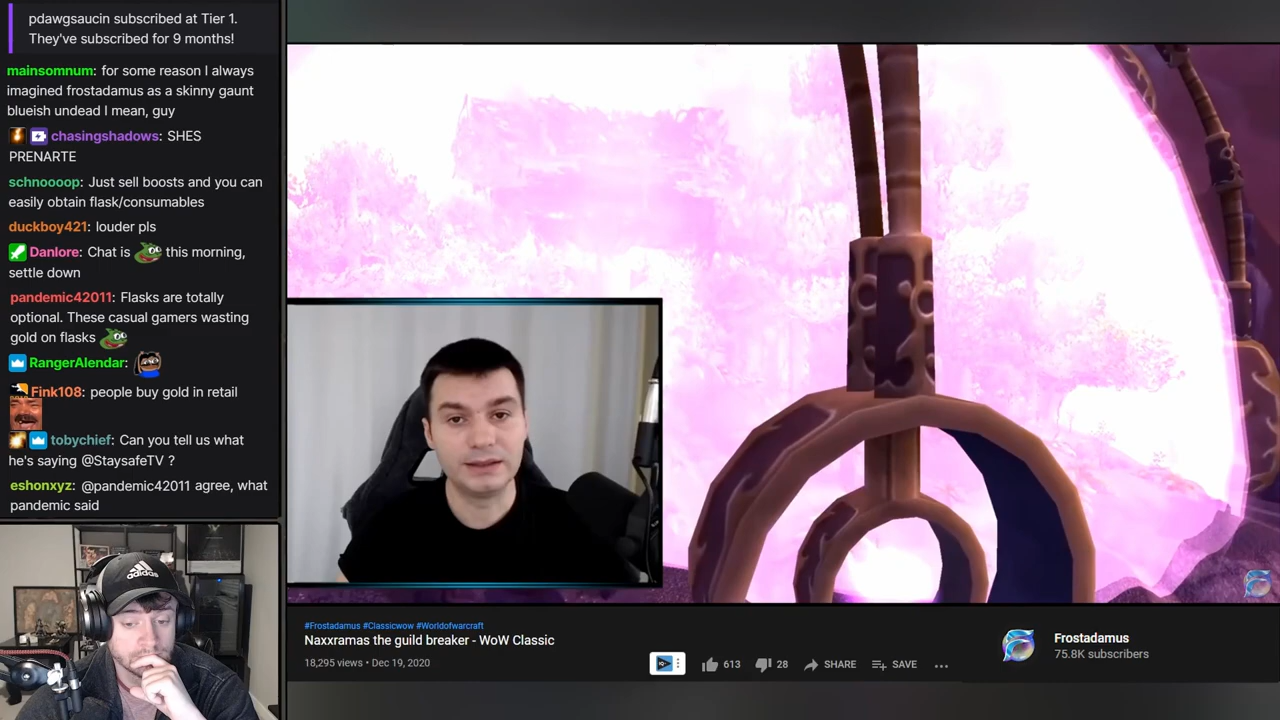 pdawgsaucin subscribed at Tier 1.
They've subscribed for 9 months!
mainsomnum: for some reason I always
imagined frostadamus as a skinny gaunt
blueish undead I mean, guy
chasingshadows: SHES
PRENARTE
schnoooop: Just sell boosts and you can
easily obtain flask/consumables
duckboy421: louder pls
Danlore: Chat is this morning,
settle down
pandemic42011: Flasks are totally
optional. These casual gamers wasting
gold on flasks
RangerAlendar:
Fink108: people buy gold in retail
tobychief: Can you tell us what
he's saying @StaysafeTV ?
eshonxyz: @pandemic42011 agree, what
pandemic said
adidas
#Frostadamus #Classicwow #Worldofwarcraft
Naxxramas the guild breaker - WoW Classic
18,295 views • Dec 19, 2020
613
28
SHARE
SAVE
Frostadamus
75.8K subscribers